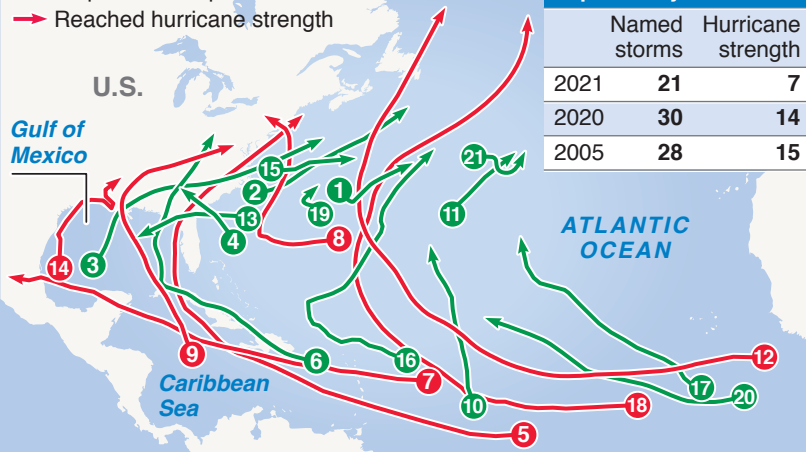 Reached hurricane strength
Named storms
Hurricane strength
2021 21 7
2020 30 14
2005 28 15
U.S.
Gulf of
Mexico
ATLANTIC
OCEAN
Caribbean
Sea
15
21
2
1
19
11
13
4
8
14
3
9
6
16
7
12
17
20
10
18
5